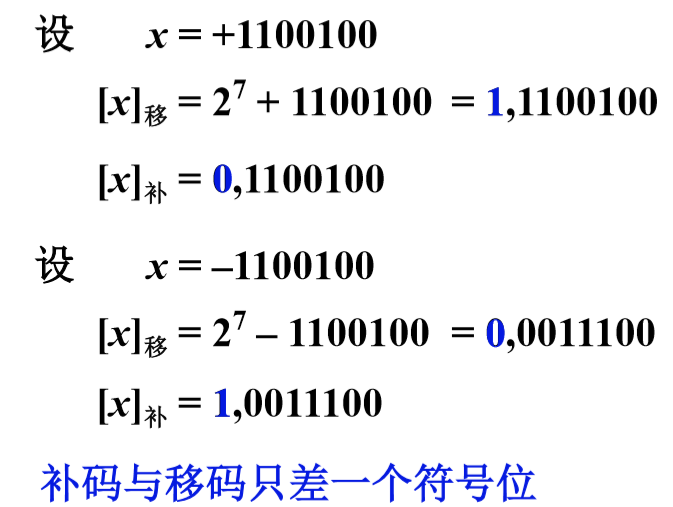 设 x = +1100100
[x]移 = 2^7 + 1100100 = 1,1100100
[x]补 = 0,1100100
设 x = –1100100
[x]移 = 2^7 – 1100100 = 0,0011100
[x]补 = 1,0011100
补码与移码只差一个符号位